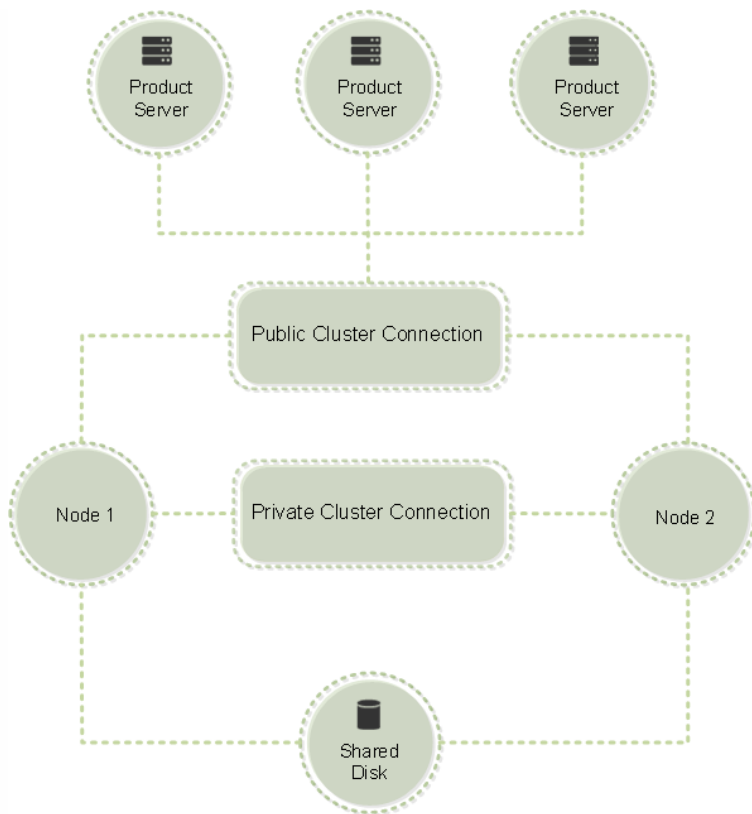 Product
Server
Product
Server
Product
Server
Public Cluster Connection
Node 1
Private Cluster Connection
Node 2
Shared
Disk